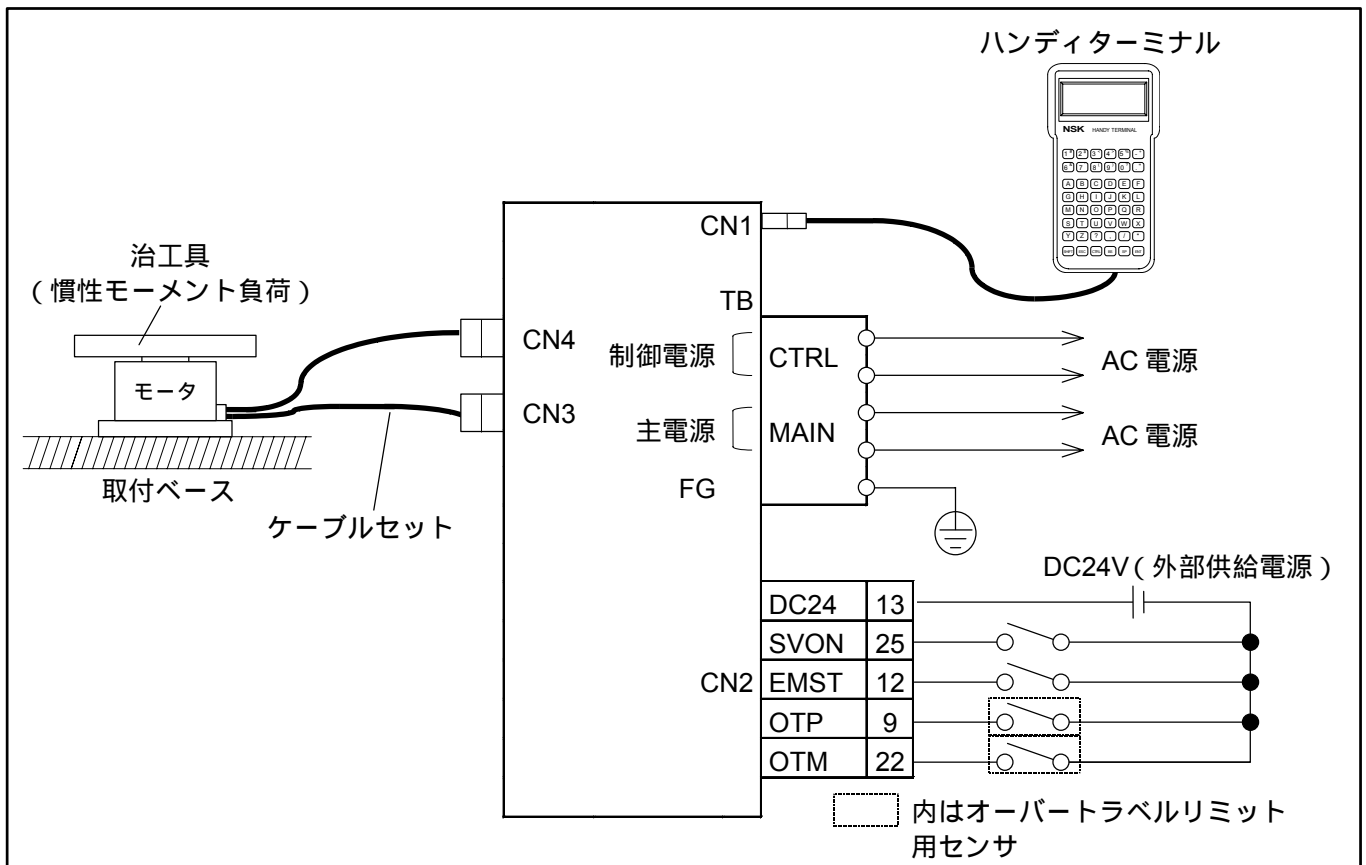 ハンディターミナル
NSK HANDY TERMINAL
A B C D E F
G H I J K L
M N O P Q R
S T U V W X
CN1
治工具
(慣性モーメント負荷)
TB
CN4
制御電源
CTRL
AC 電源
モータ
CN3
主電源
MAIN
AC 電源
取付ベース
FG
ケーブルセット
DC24V(外部供給電源)
DC24 13
SVON 25
CN2 EMST 12
OTP 9
OTM 22
内はオーバートラベルリミット
用センサ